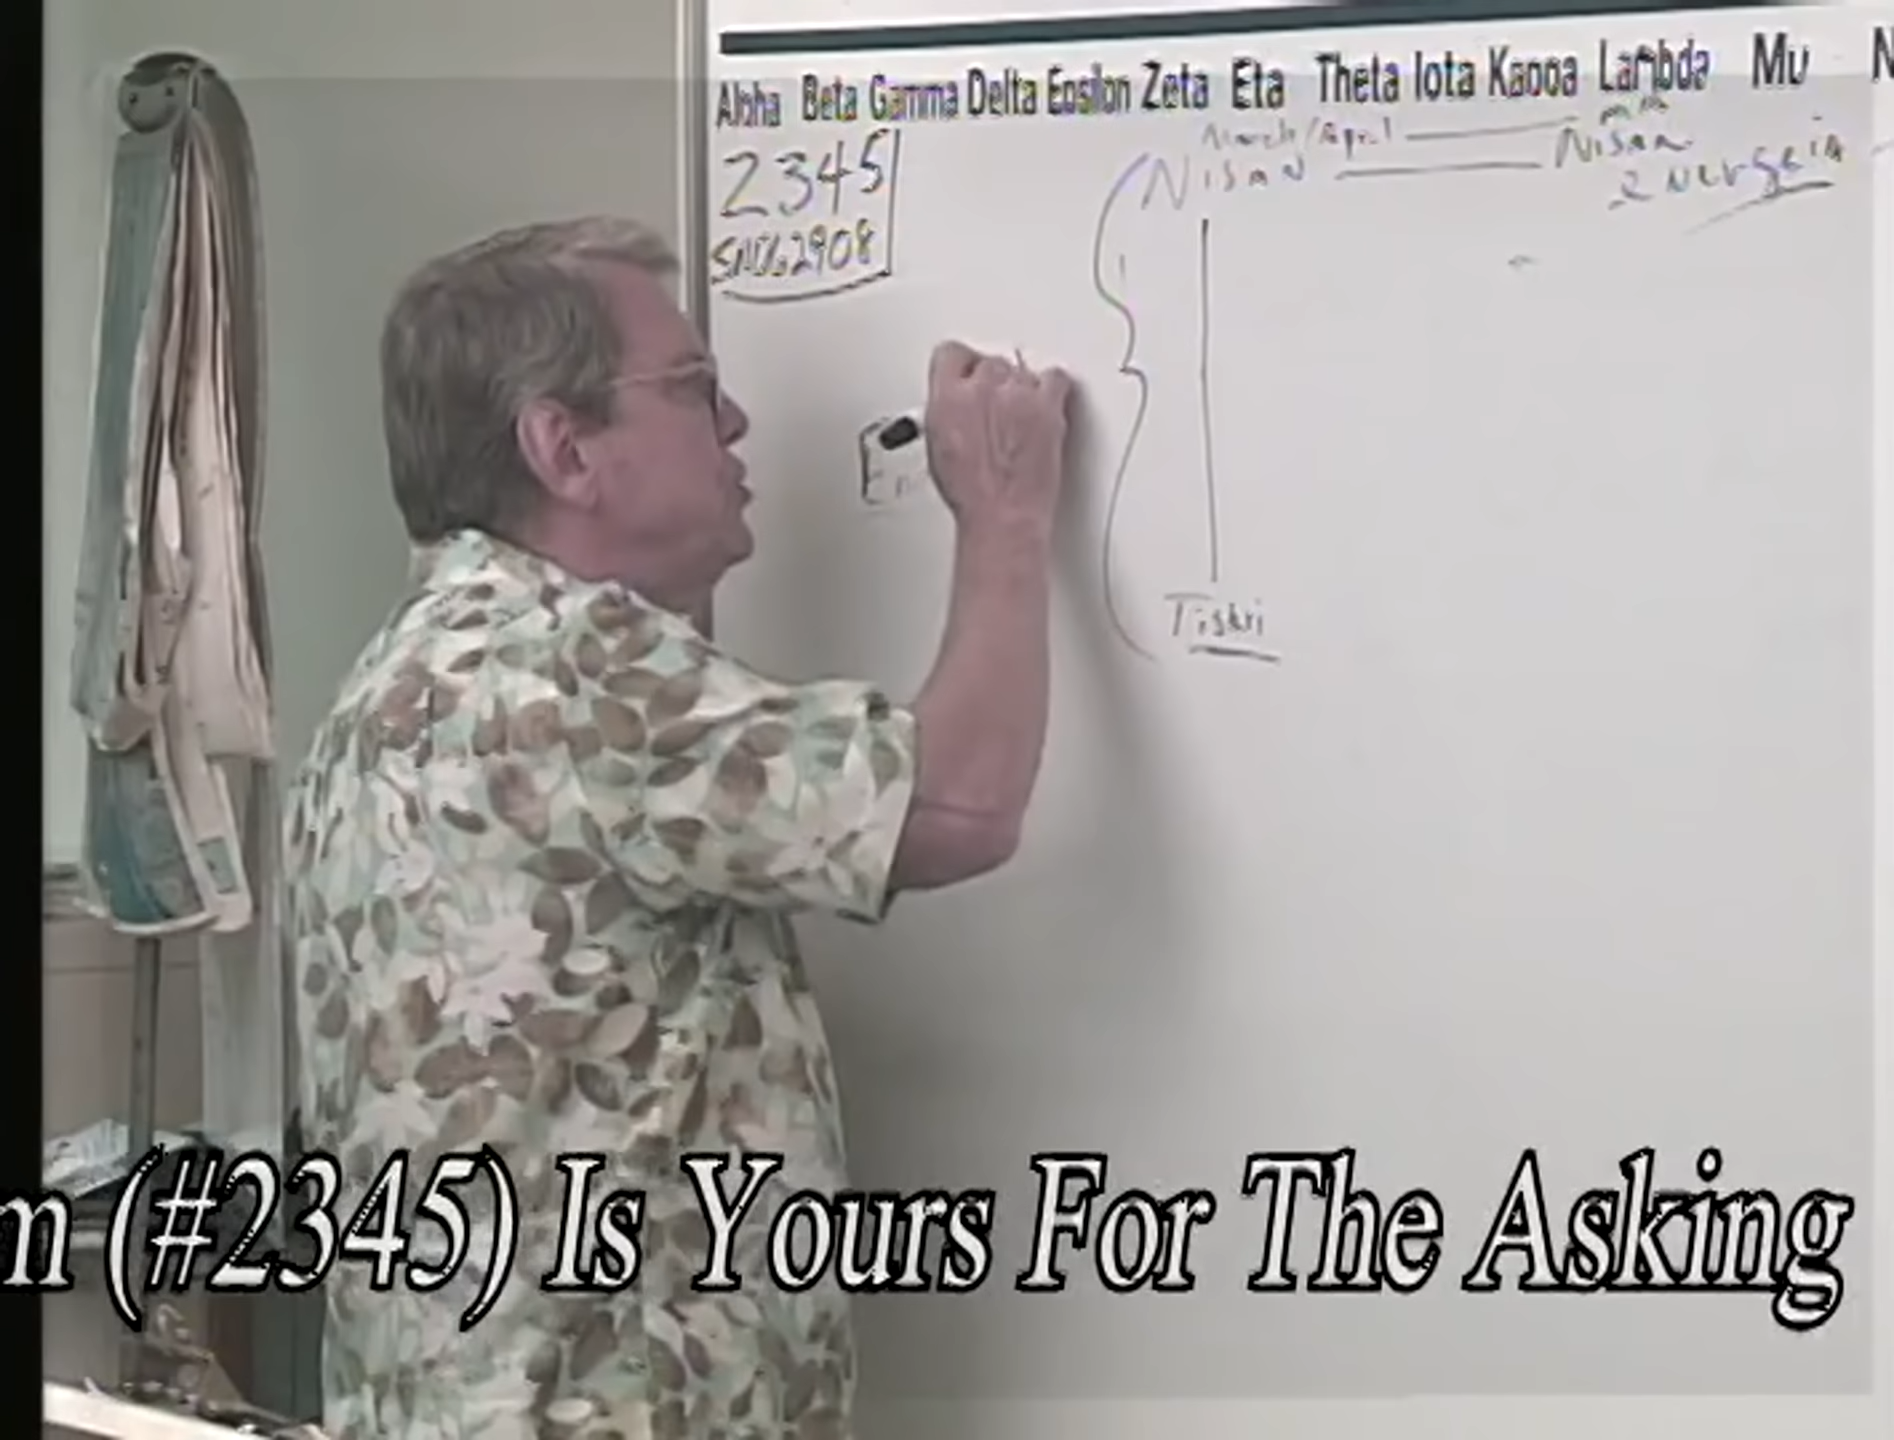 Alpha Beta Gamma Delta Epsilon Zeta Eta Theta Iota Kappa Lambda Mu N
2345
SN062908
March/April
Nisan
Nisan
Tishri
m (#2345) Is Yours For The Asking